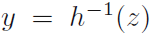 y = h⁻¹(z)